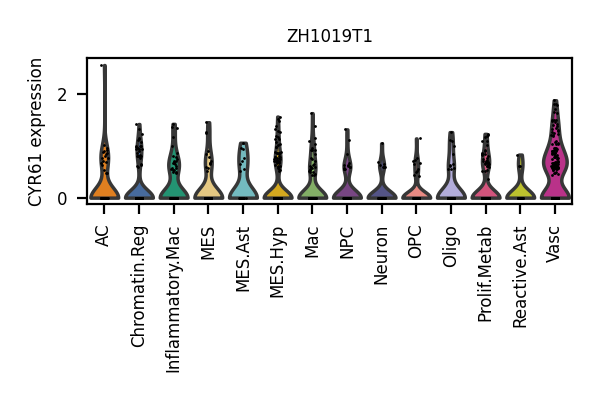 ZH1019T1
CYR61 expression
2
0
AC
Chromatin.Reg
Inflammatory.Mac
MES
MES.Ast
MES.Hyp
Mac
NPC
Neuron
OPC
Oligo
Prolif.Metab
Reactive.Ast
Vasc